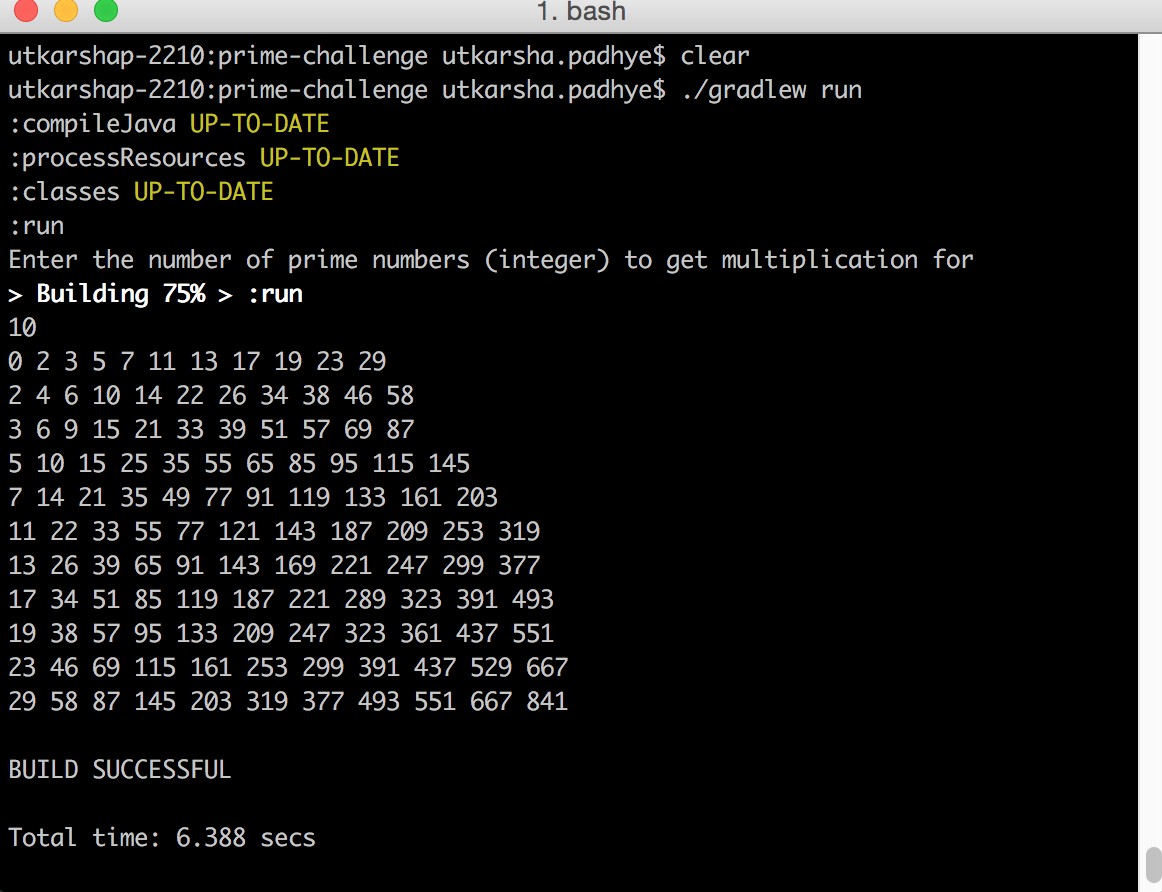 1. bash
utkarshap-2210:prime-challenge utkarsha.padhye$ clear
utkarshap-2210:prime-challenge utkarsha.padhye$ ./gradlew run
:compileJava UP-TO-DATE
:processResources UP-TO-DATE
:classes UP-TO-DATE
:run
Enter the number of prime numbers (integer) to get multiplication for
> Building 75% > :run
10
0 2 3 5 7 11 13 17 19 23 29
2 4 6 10 14 22 26 34 38 46 58
3 6 9 15 21 33 39 51 57 69 87
5 10 15 25 35 55 65 85 95 115 145
7 14 21 35 49 77 91 119 133 161 203
11 22 33 55 77 121 143 187 209 253 319
13 26 39 65 91 143 169 221 247 299 377
17 34 51 85 119 187 221 289 323 391 493
19 38 57 95 133 209 247 323 361 437 551
23 46 69 115 161 253 299 391 437 529 667
29 58 87 145 203 319 377 493 551 667 841
BUILD SUCCESSFUL
Total time: 6.388 secs